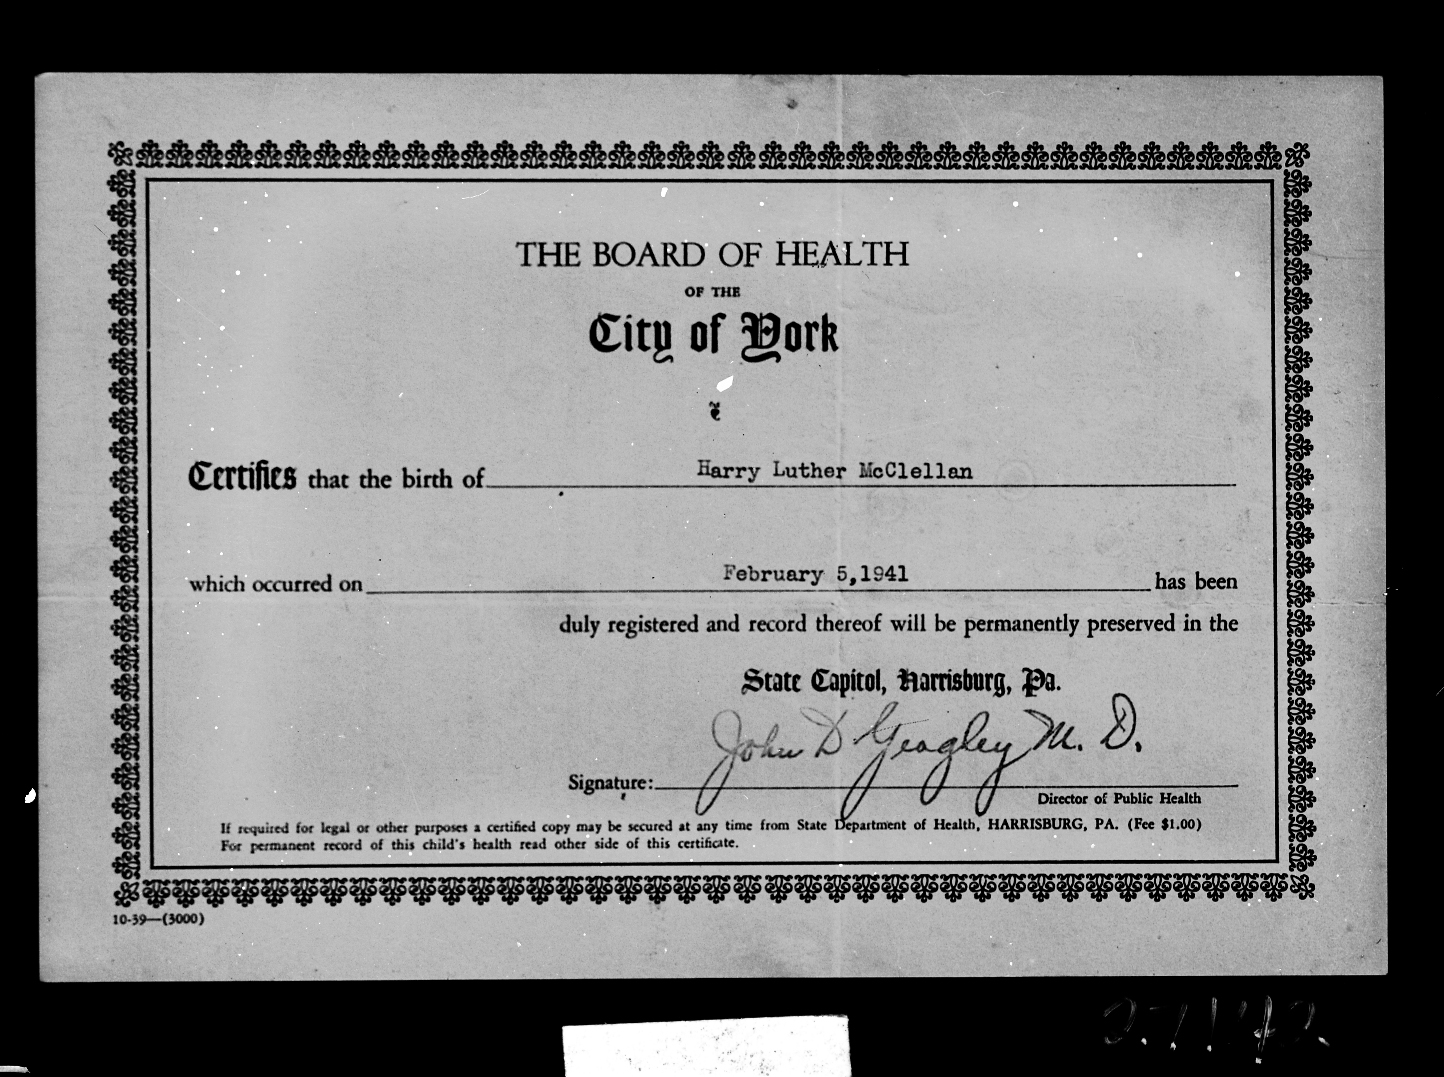 THE BOARD OF HEALTH
OF THE
City of York
Certifies that the birth of Harry Luther McClellan
which occurred on February 5,1941 has been
duly registered and record thereof will be permanently preserved in the
State Capitol, Harrisburg, Pa.
John D Yeagley M. D.
Signature:
Director of Public Health
If required for legal or other purposes a certified copy may be secured at any time from State Department of Health, HARRISBURG, PA. (Fee $1.00)
For permanent record of this child's health read other side of this certificate.
10-39—(3000)